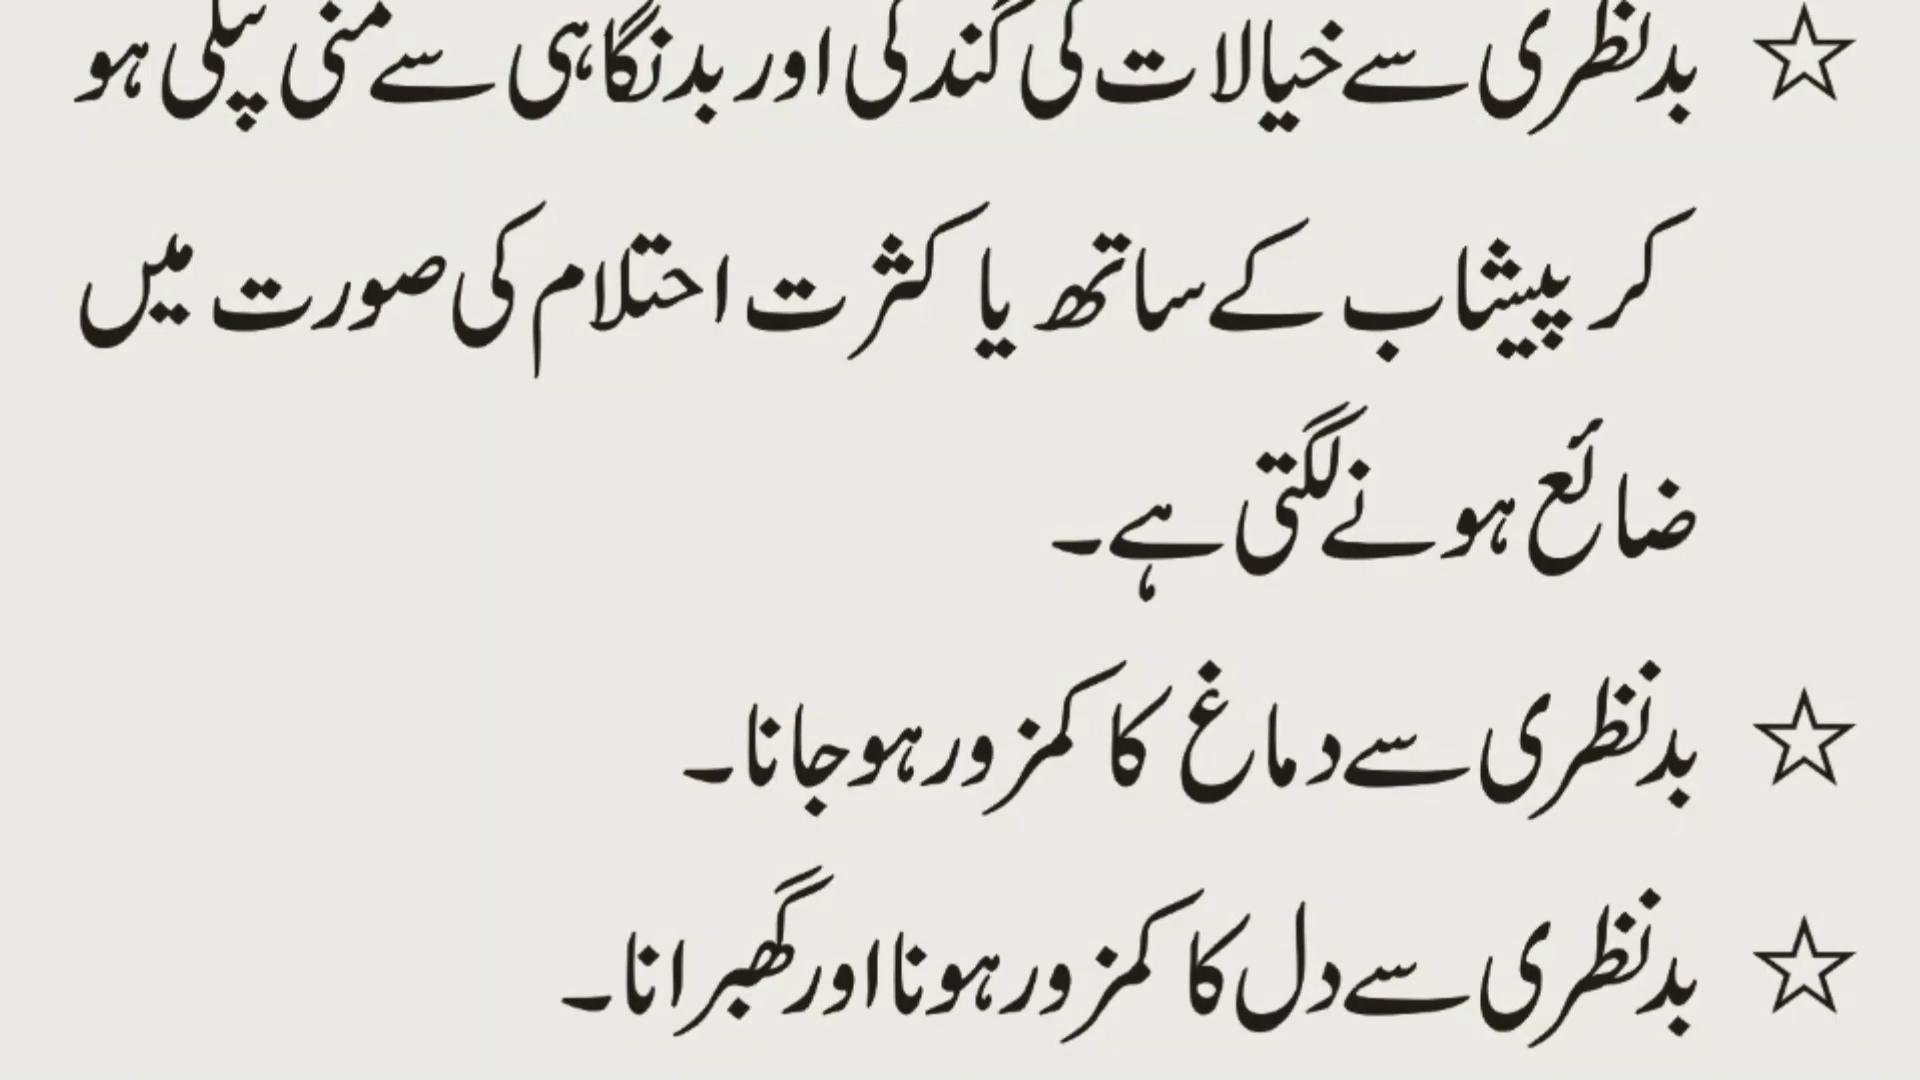 ☆ بدنظری سے خیالات کی گندگی اور بدنگاہی سے منی پتلی ہو
کر پیشاب کے ساتھ یا کثرت احتلام کی صورت میں
ضائع ہونے لگتی ہے۔
☆ بدنظری سے دماغ کا کمزور ہو جانا۔
☆ بدنظری سے دل کا کمزور ہونا اور گھبرانا۔